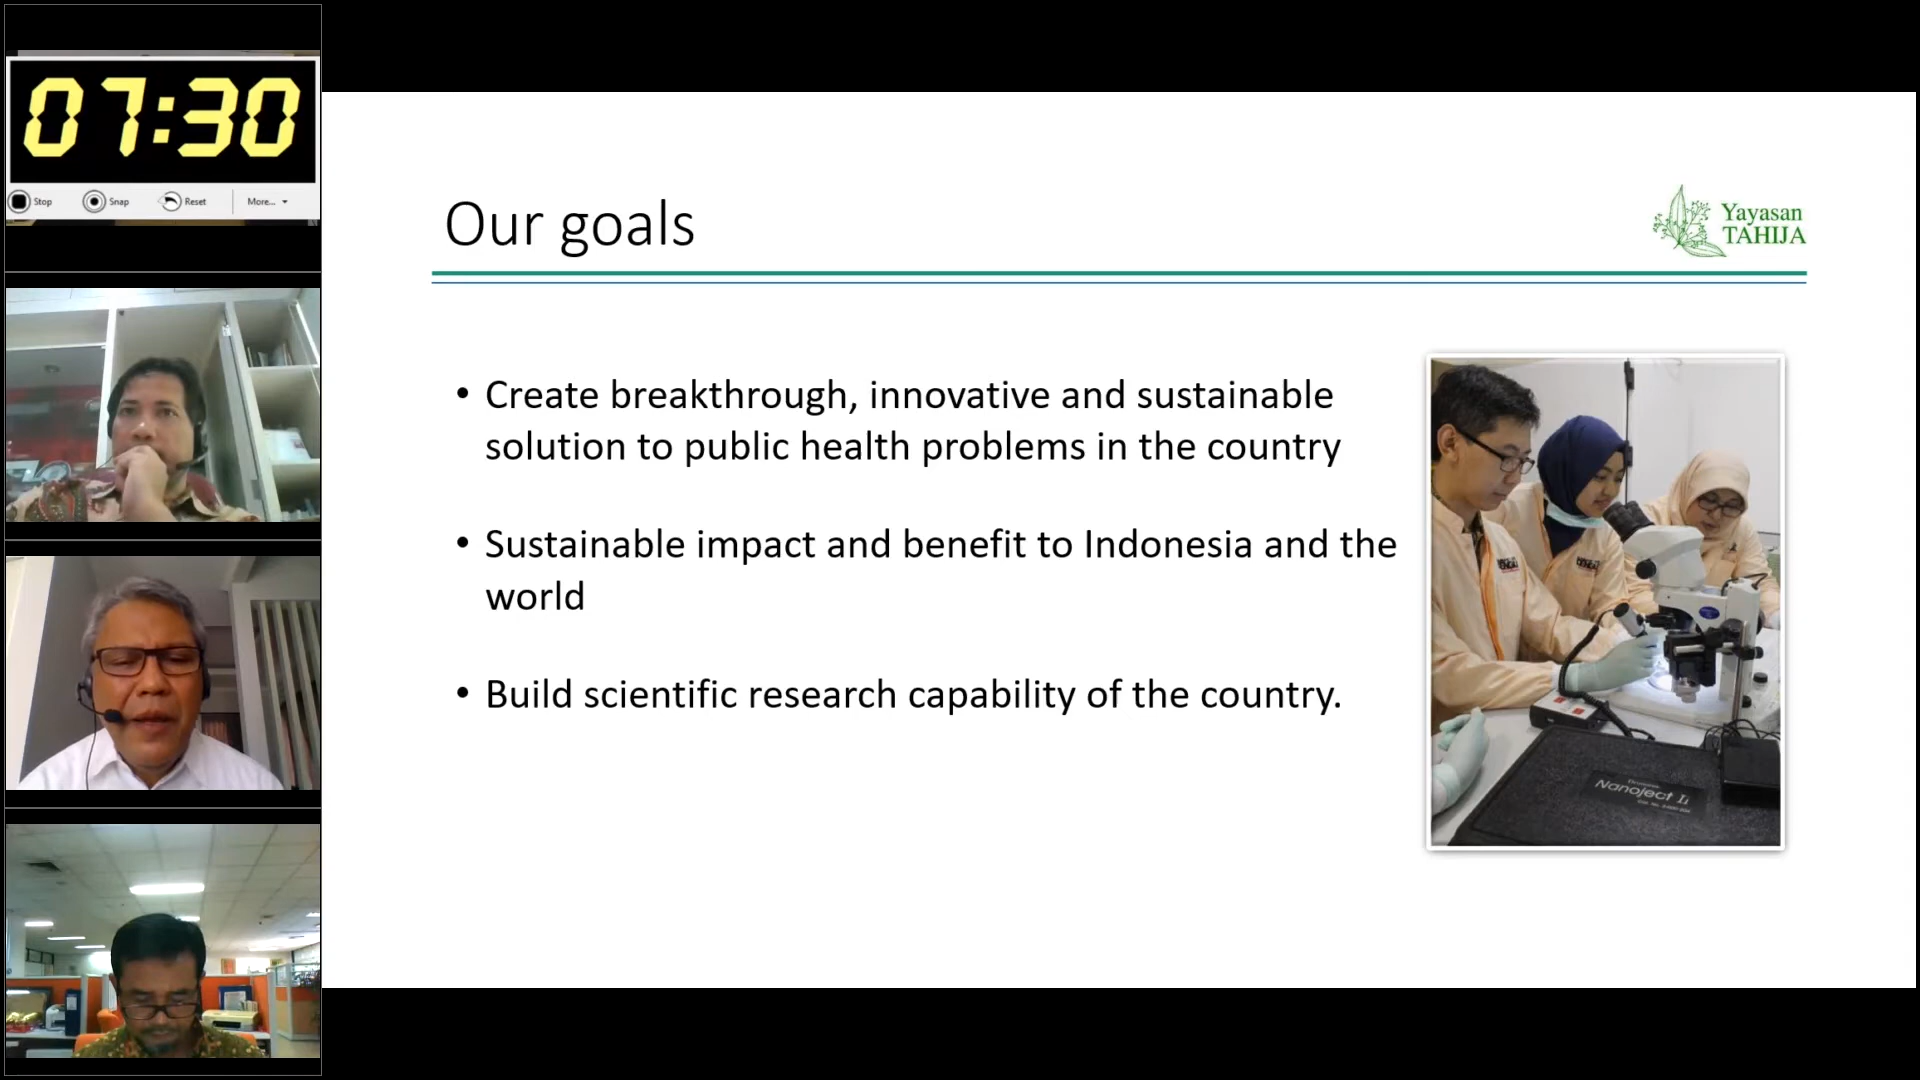 07:30
Stop Snap Reset More...
Our goals
Yayasan
TAHIJA
• Create breakthrough, innovative and sustainable
solution to public health problems in the country
• Sustainable impact and benefit to Indonesia and the
world
• Build scientific research capability of the country.
Nanoject II